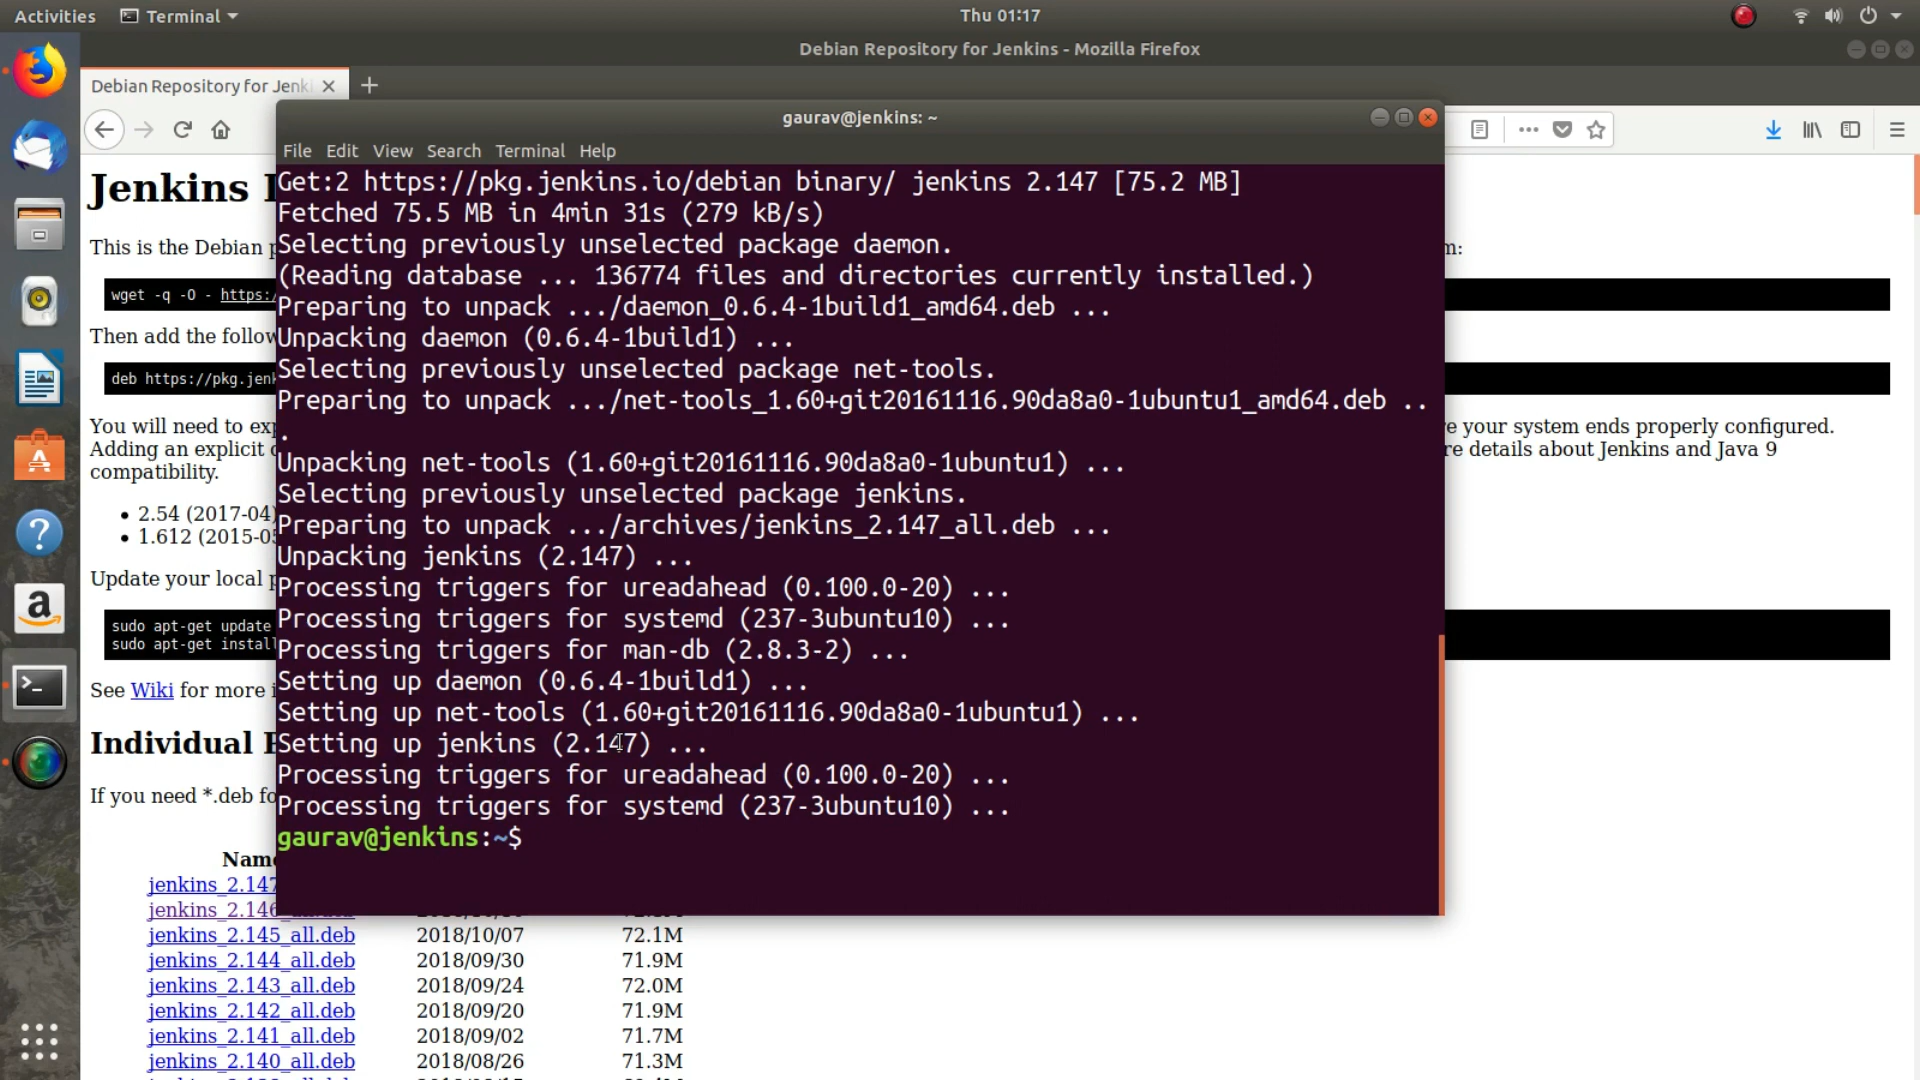 Activities Terminal Thu 01:17
Debian Repository for Jenkins - Mozilla Firefox
Debian Repository for Jenki
gaurav@jenkins: ~
File Edit View Search Terminal Help
Jenkins
This is the Debian
m:
wget -q -O - https:/
Then add the follow
deb https://pkg.jenk
You will need to
e your system ends properly configured.
Adding an explicit
re details about Jenkins and Java 9
compatibility.
2.54 (2017-04)
1.612 (2015-05
Update your local
sudo apt-get update
sudo apt-get install
See Wiki for more
Individual
If you need *.deb
Name
Get:2 https://pkg.jenkins.io/debian binary/ jenkins 2.147 [75.2 MB]
Fetched 75.5 MB in 4min 31s (279 kB/s)
Selecting previously unselected package daemon.
(Reading database ... 136774 files and directories currently installed.)
Preparing to unpack .../daemon_0.6.4-1build1_amd64.deb ...
Unpacking daemon (0.6.4-1build1) ...
Selecting previously unselected package net-tools.
Preparing to unpack .../net-tools_1.60+git20161116.90da8a0-1ubuntu1_amd64.deb ..
.
Unpacking net-tools (1.60+git20161116.90da8a0-1ubuntu1) ...
Selecting previously unselected package jenkins.
Preparing to unpack .../archives/jenkins_2.147_all.deb ...
Unpacking jenkins (2.147) ...
Processing triggers for ureadahead (0.100.0-20) ...
Processing triggers for systemd (237-3ubuntu10) ...
Processing triggers for man-db (2.8.3-2) ...
Setting up daemon (0.6.4-1build1) ...
Setting up net-tools (1.60+git20161116.90da8a0-1ubuntu1) ...
Setting up jenkins (2.147) ...
Processing triggers for ureadahead (0.100.0-20) ...
Processing triggers for systemd (237-3ubuntu10) ...
gaurav@jenkins:~$
jenkins_2.147
jenkins_2.146_all.deb
jenkins_2.145_all.deb 2018/10/07 72.1M
jenkins_2.144_all.deb 2018/09/30 71.9M
jenkins_2.143_all.deb 2018/09/24 72.0M
jenkins_2.142_all.deb 2018/09/20 71.9M
jenkins_2.141_all.deb 2018/09/02 71.7M
jenkins_2.140_all.deb 2018/08/26 71.3M